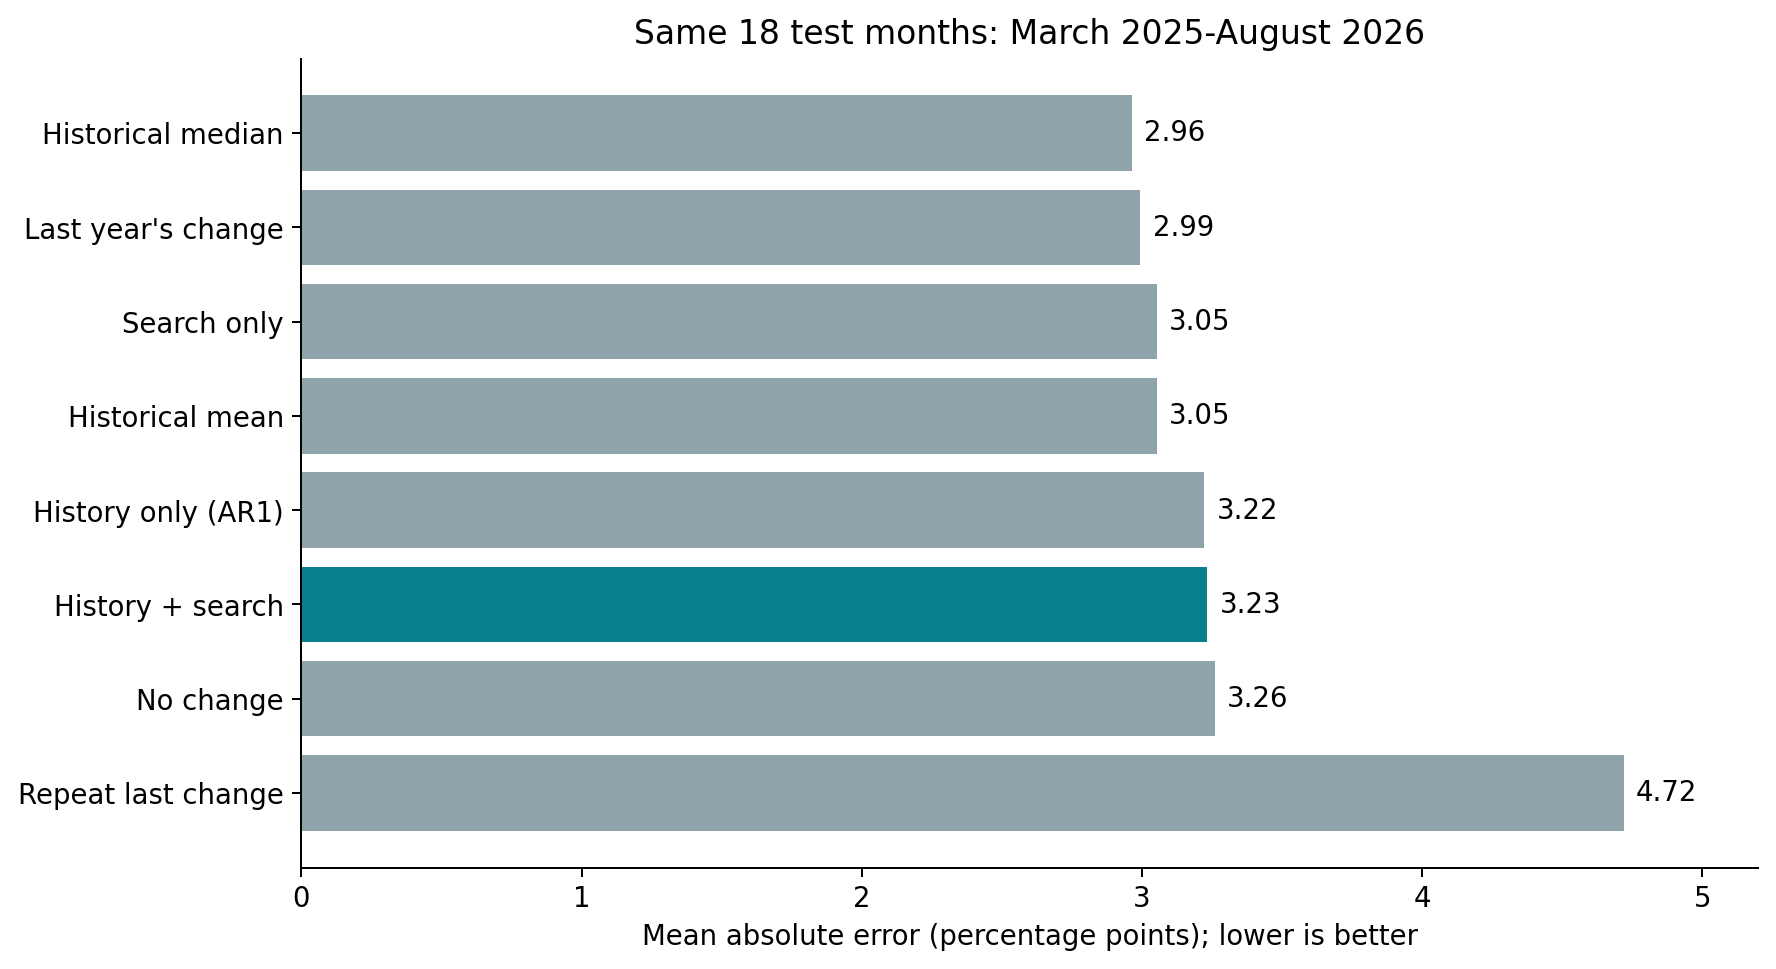 Same 18 test months: March 2025-August 2026
Historical median 2.96
Last year's change 2.99
Search only 3.05
Historical mean 3.05
History only (AR1) 3.22
History + search 3.23
No change 3.26
Repeat last change 4.72
0 1 2 3 4 5
Mean absolute error (percentage points); lower is better